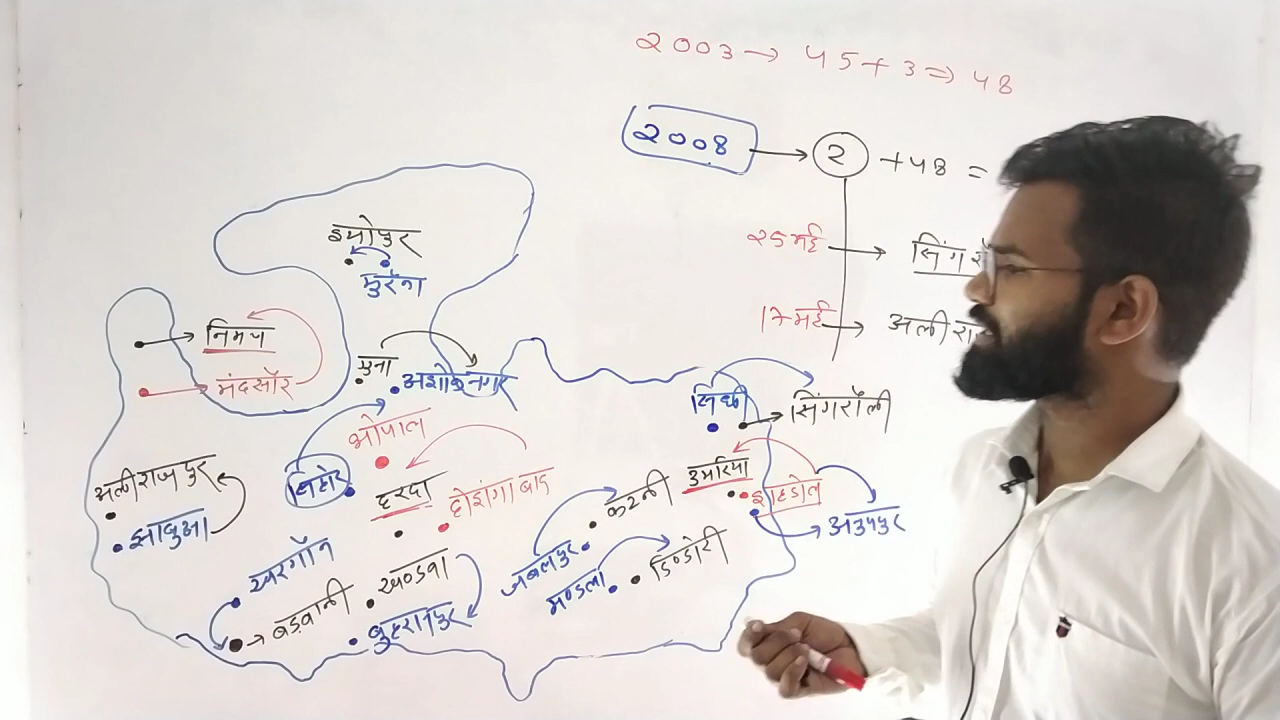 2003 → 45 + 3 => 48
2008 → 2 + 48 =
25 मई → सिंगरौ
17 मई → अलीरा
श्योपुर
मुरैना
निमच
मंदसौर
गुना
अशोकनगर
भोपाल
सिहोर
हरदा
होशंगाबाद
सिधी
सिंगरौली
उमरिया
शहडोल
अनुपपुर
कटनी
जबलपुर
मण्डला
डिण्डोरी
अलीराजपुर
झाबुआ
खरगौन
बड़वानी
खण्डवा
बुरहानपुर